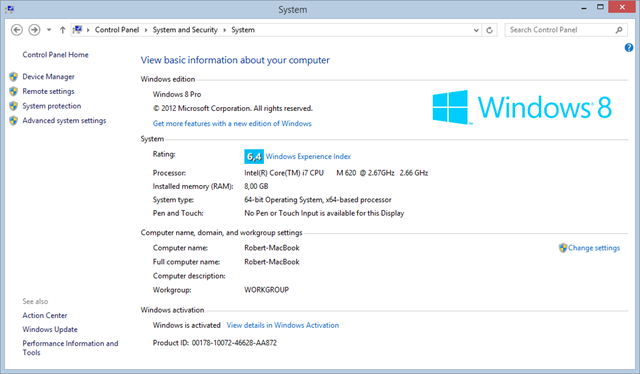 System
Control Panel System and Security System
Search Control Panel
Control Panel Home
Device Manager
Remote settings
System protection
Advanced system settings
View basic information about your computer
Windows edition
Windows 8 Pro
© 2012 Microsoft Corporation. All rights reserved.
Get more features with a new edition of Windows
Windows 8
System
Rating: 6,4 Windows Experience Index
Processor: Intel(R) Core(TM) i7 CPU M 620 @ 2.67GHz 2.66 GHz
Installed memory (RAM): 8,00 GB
System type: 64-bit Operating System, x64-based processor
Pen and Touch: No Pen or Touch Input is available for this Display
Computer name, domain, and workgroup settings
Computer name: Robert-MacBook
Change settings
Full computer name: Robert-MacBook
Computer description:
Workgroup: WORKGROUP
Windows activation
Windows is activated View details in Windows Activation
Product ID: 00178-10072-46628-AA872
See also
Action Center
Windows Update
Performance Information and
Tools